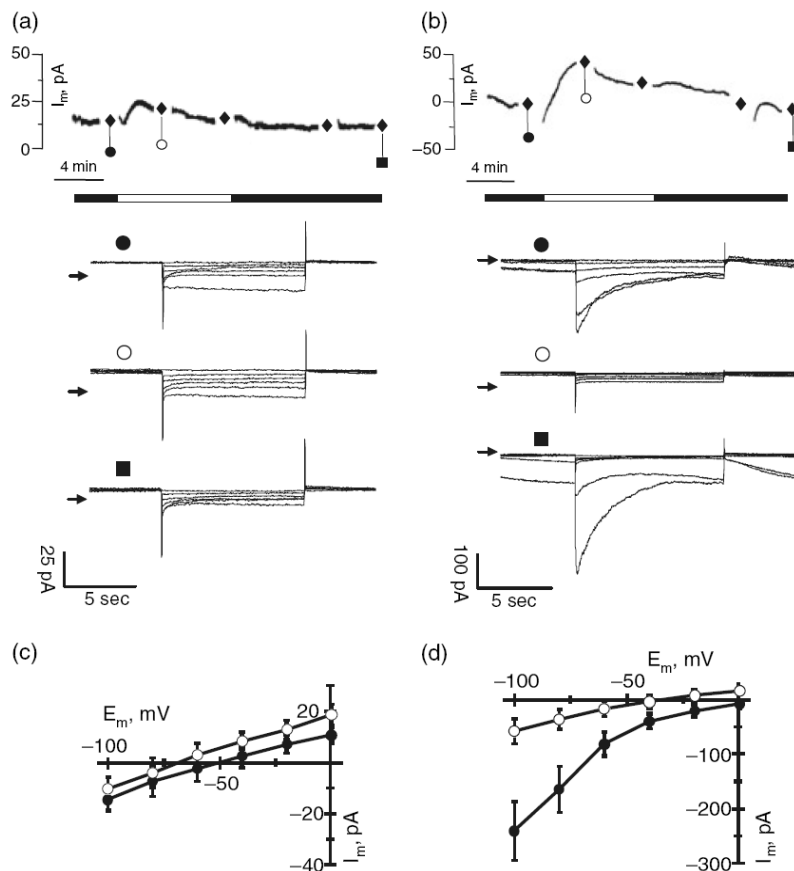 (a)
50
25
0
I_m, pA
4 min
25 pA
5 sec
(b)
50
0
−50
I_m, pA
4 min
100 pA
5 sec
(c)
E_m, mV
−100
−50
20
−20
−40
I_m, pA
(d)
E_m, mV
−100
−50
−100
−200
−300
I_m, pA